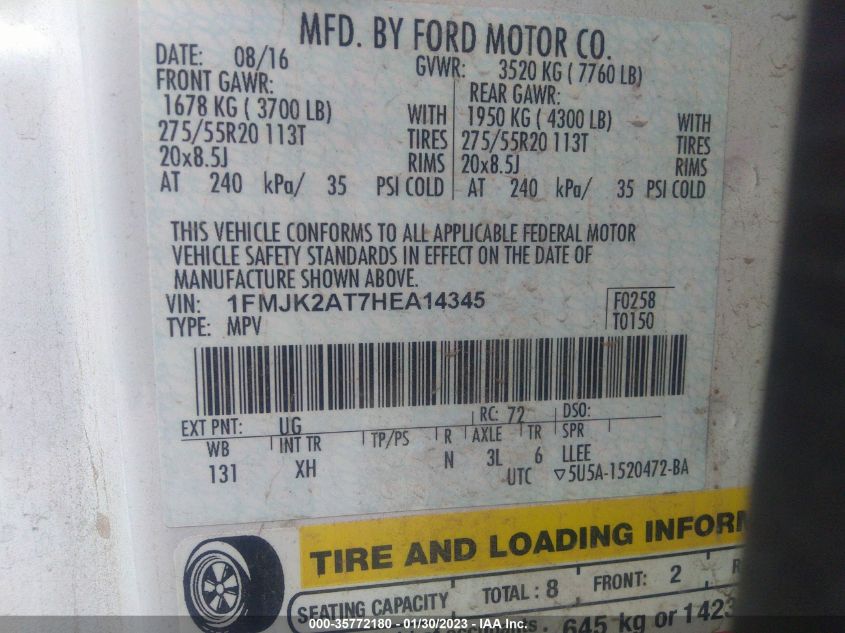 MFD. BY FORD MOTOR CO.
DATE: 08/16 GVWR: 3520 KG ( 7760 LB)
FRONT GAWR: REAR GAWR:
1678 KG ( 3700 LB) WITH 1950 KG ( 4300 LB) WITH
275/55R20 113T TIRES 275/55R20 113T TIRES
20x8.5J RIMS 20x8.5J RIMS
AT 240 kPa/ 35 PSI COLD AT 240 kPa/ 35 PSI COLD
THIS VEHICLE CONFORMS TO ALL APPLICABLE FEDERAL MOTOR
VEHICLE SAFETY STANDARDS IN EFFECT ON THE DATE OF
MANUFACTURE SHOWN ABOVE.
VIN: 1FMJK2AT7HEA14345 F0258
TYPE: MPV T0150
EXT PNT: UG RC: 72 DSO:
WB INT TR TP/PS R AXLE TR SPR
131 XH N 3L 6 LLEE
UTC ▽5U5A-1520472-BA
TIRE AND LOADING
SEATING CAPACITY TOTAL : 8 FRONT: 2
645 kg or 1423
000-35772180 - 01/30/2023 - IAA Inc.